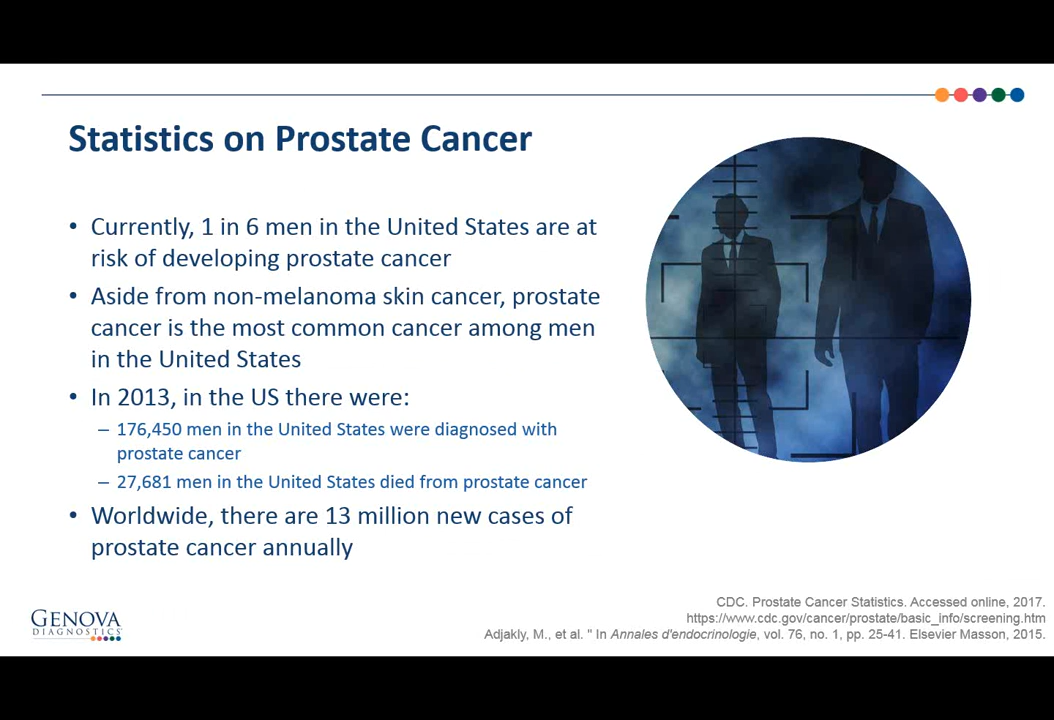 Statistics on Prostate Cancer
• Currently, 1 in 6 men in the United States are at
risk of developing prostate cancer
• Aside from non-melanoma skin cancer, prostate
cancer is the most common cancer among men
in the United States
• In 2013, in the US there were:
– 176,450 men in the United States were diagnosed with
prostate cancer
– 27,681 men in the United States died from prostate cancer
• Worldwide, there are 13 million new cases of
prostate cancer annually
GENOVA
DIAGNOSTICS
CDC. Prostate Cancer Statistics. Accessed online, 2017.
https://www.cdc.gov/cancer/prostate/basic_info/screening.htm
Adjakly, M., et al. " In Annales d'endocrinologie, vol. 76, no. 1, pp. 25-41. Elsevier Masson, 2015.